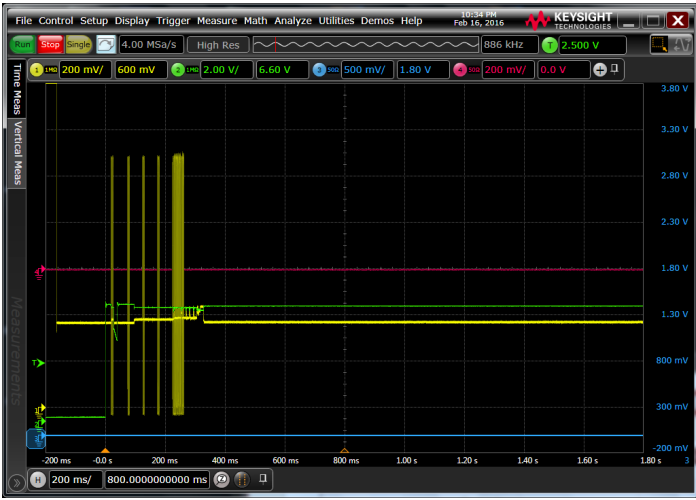 File Control Setup Display Trigger Measure Math Analyze Utilities Demos Help
10:34 PM
Feb 16, 2016
KEYSIGHT
TECHNOLOGIES
Run Stop Single 4.00 MSa/s High Res 886 kHz T 2.500 V
1 1MΩ 200 mV/ 600 mV 2 1MΩ 2.00 V/ 6.60 V 3 50Ω 500 mV/ 1.80 V 4 50Ω 200 mV/ 0.0 V
Time Meas
Vertical Meas
Measurements
3.80 V
3.30 V
2.80 V
2.30 V
1.80 V
1.30 V
800 mV
300 mV
-200 mV
T
-200 ms -0.0 s 200 ms 400 ms 600 ms 800 ms 1.00 s 1.20 s 1.40 s 1.60 s 1.80 s 3
H 200 ms/ 800.0000000000 ms